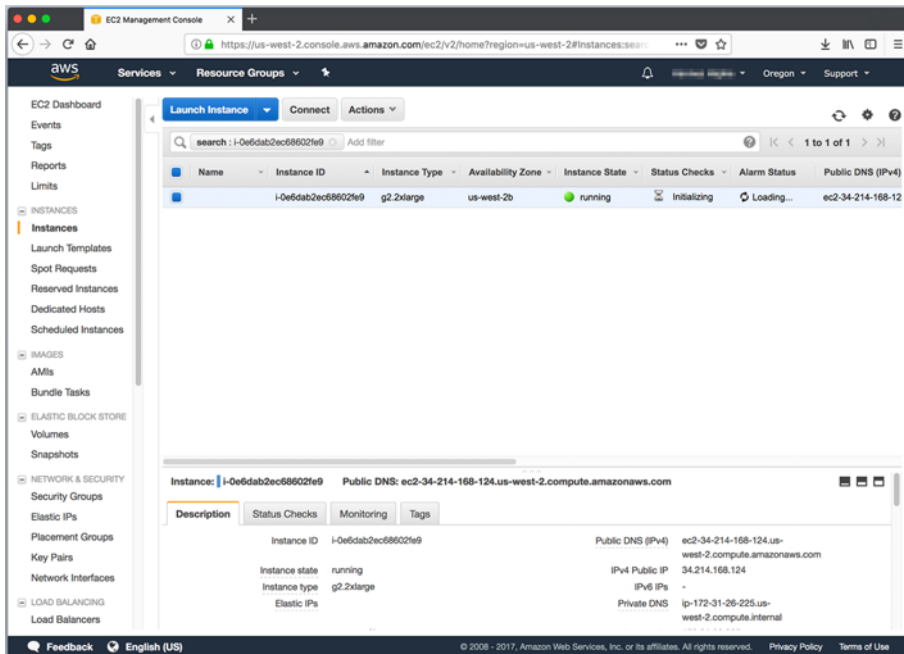 EC2 Management Console
https://us-west-2.console.aws.amazon.com/ec2/v2/home?region=us-west-2#Instances:sear
aws Services Resource Groups Oregon Support
EC2 Dashboard
Events
Tags
Reports
Limits
INSTANCES
Instances
Launch Templates
Spot Requests
Reserved Instances
Dedicated Hosts
Scheduled Instances
IMAGES
AMIs
Bundle Tasks
ELASTIC BLOCK STORE
Volumes
Snapshots
NETWORK & SECURITY
Security Groups
Elastic IPs
Placement Groups
Key Pairs
Network Interfaces
LOAD BALANCING
Load Balancers
Launch Instance Connect Actions
search : i-0e6dab2ec68602fe9 Add filter 1 to 1 of 1
Name Instance ID Instance Type Availability Zone Instance State Status Checks Alarm Status Public DNS (IPv4)
i-0e6dab2ec68602fe9 g2.2xlarge us-west-2b running Initializing Loading... ec2-34-214-168-12
Instance: i-0e6dab2ec68602fe9 Public DNS: ec2-34-214-168-124.us-west-2.compute.amazonaws.com
Description Status Checks Monitoring Tags
Instance ID i-0e6dab2ec68602fe9 Public DNS (IPv4) ec2-34-214-168-124.us-
west-2.compute.amazonaws.com
Instance state running IPv4 Public IP 34.214.168.124
Instance type g2.2xlarge IPv6 IPs -
Elastic IPs Private DNS ip-172-31-26-225.us-
west-2.compute.internal
Feedback English (US) © 2008 - 2017, Amazon Web Services, Inc. or its affiliates. All rights reserved. Privacy Policy Terms of Use